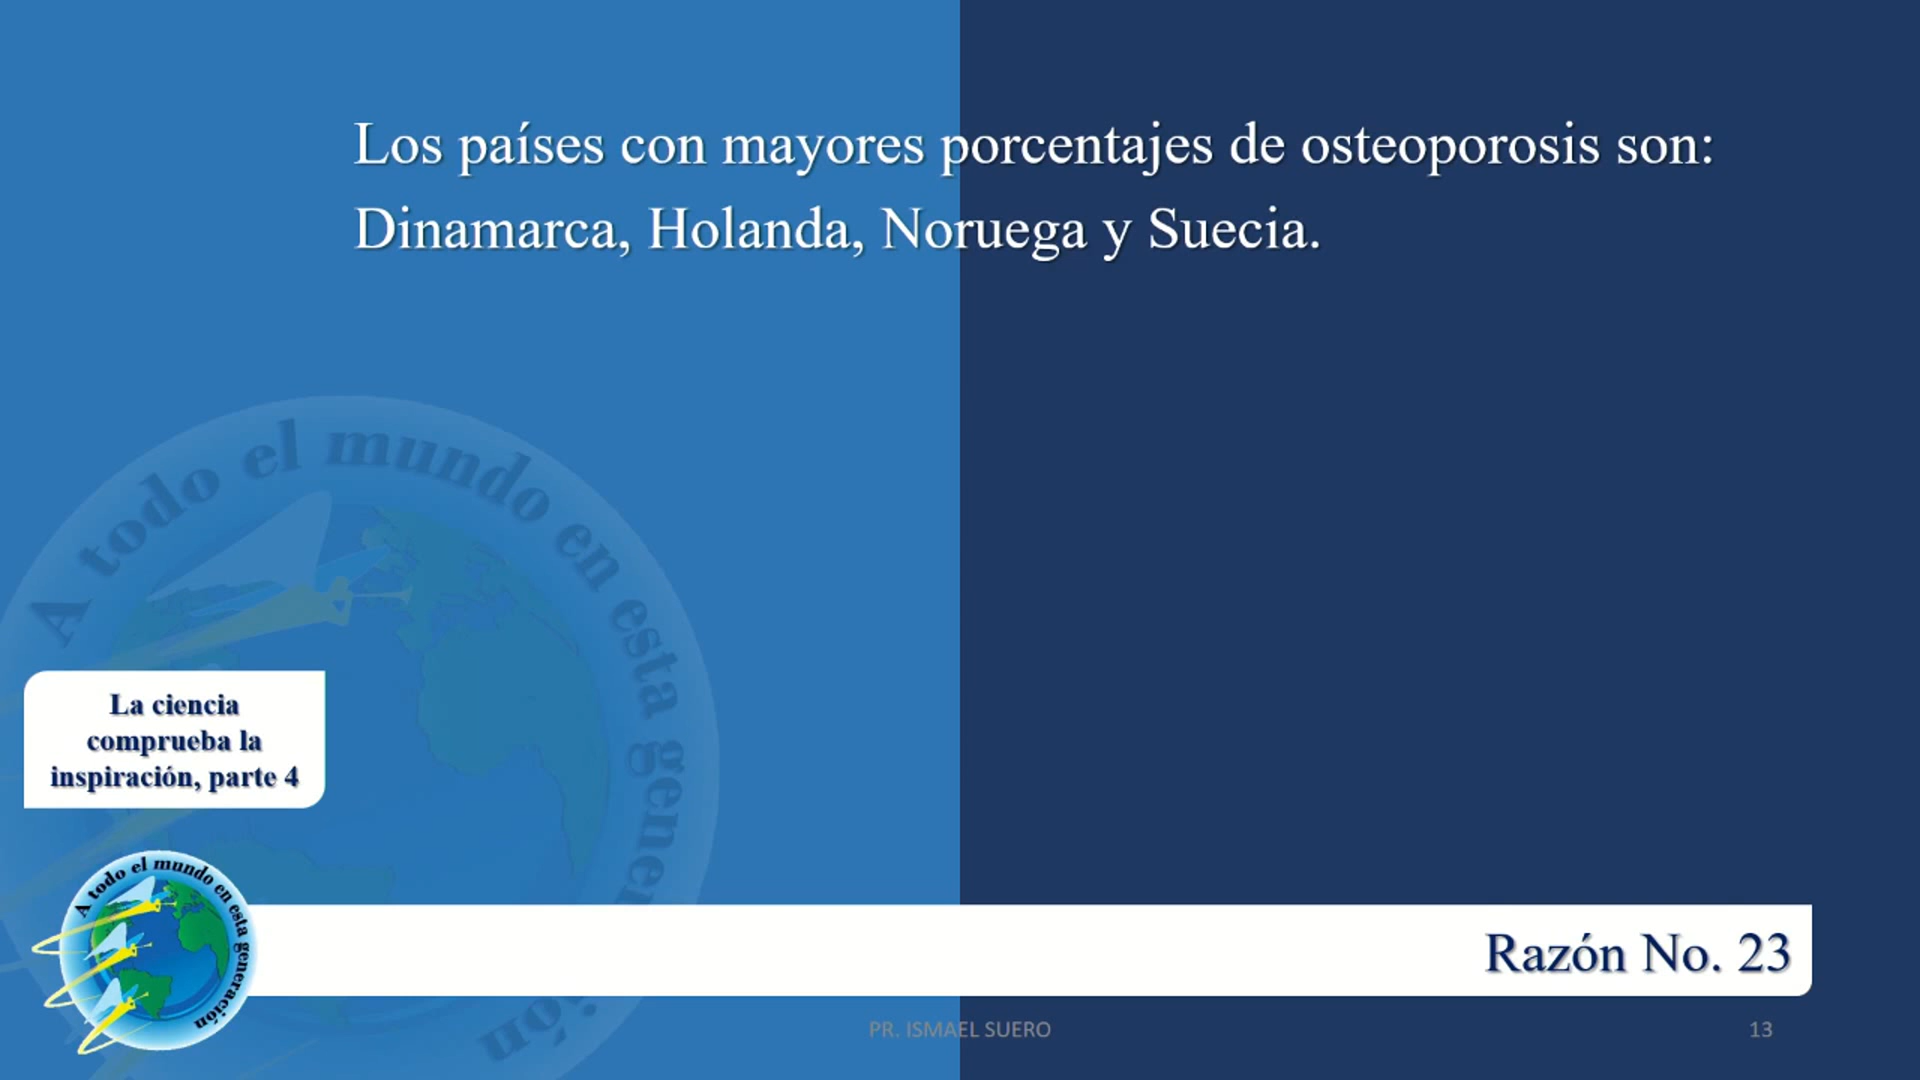 Los países con mayores porcentajes de osteoporosis son:
Dinamarca, Holanda, Noruega y Suecia.
A todo el mundo en esta generación
La ciencia
comprueba la
inspiración, parte 4
A todo el mundo en esta generación
Razón No. 23
PR. ISMAEL SUERO
13